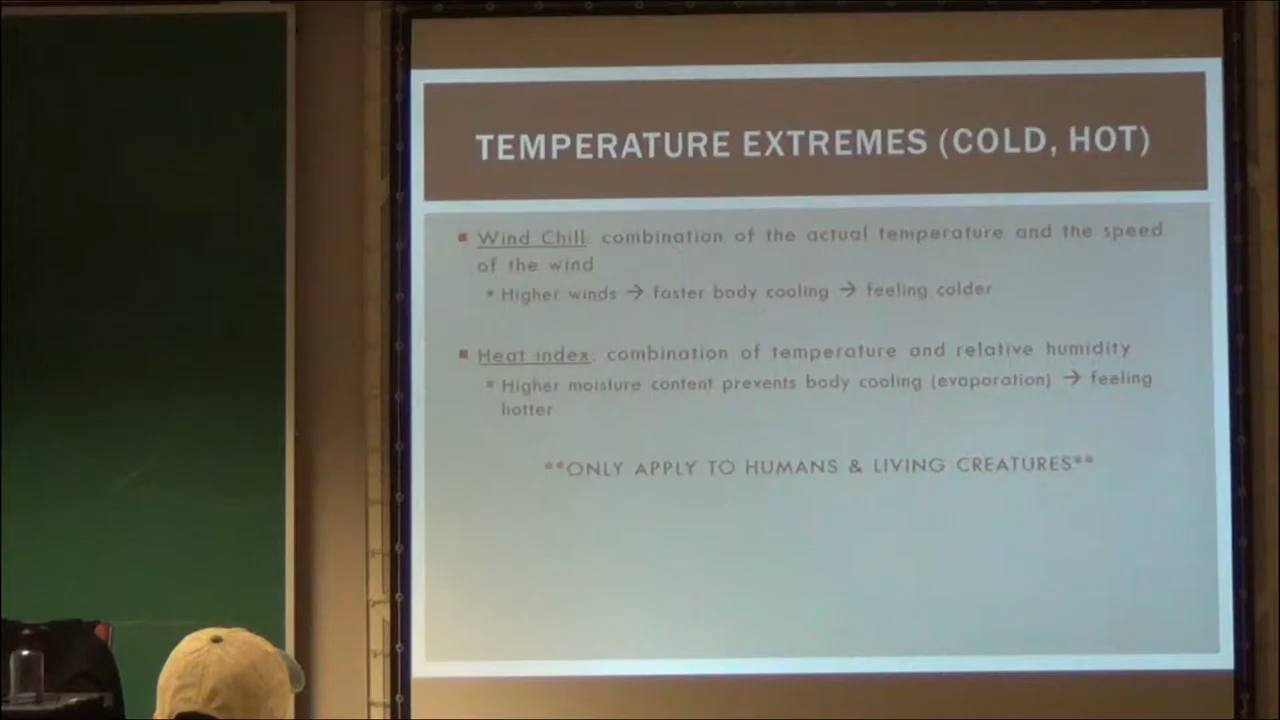 TEMPERATURE EXTREMES (COLD, HOT)
▪ Wind Chill: combination of the actual temperature and the speed
of the wind
▪ Higher winds → faster body cooling → feeling colder
▪ Heat index: combination of temperature and relative humidity
▪ Higher moisture content prevents body cooling (evaporation) → feeling
hotter
**ONLY APPLY TO HUMANS & LIVING CREATURES**